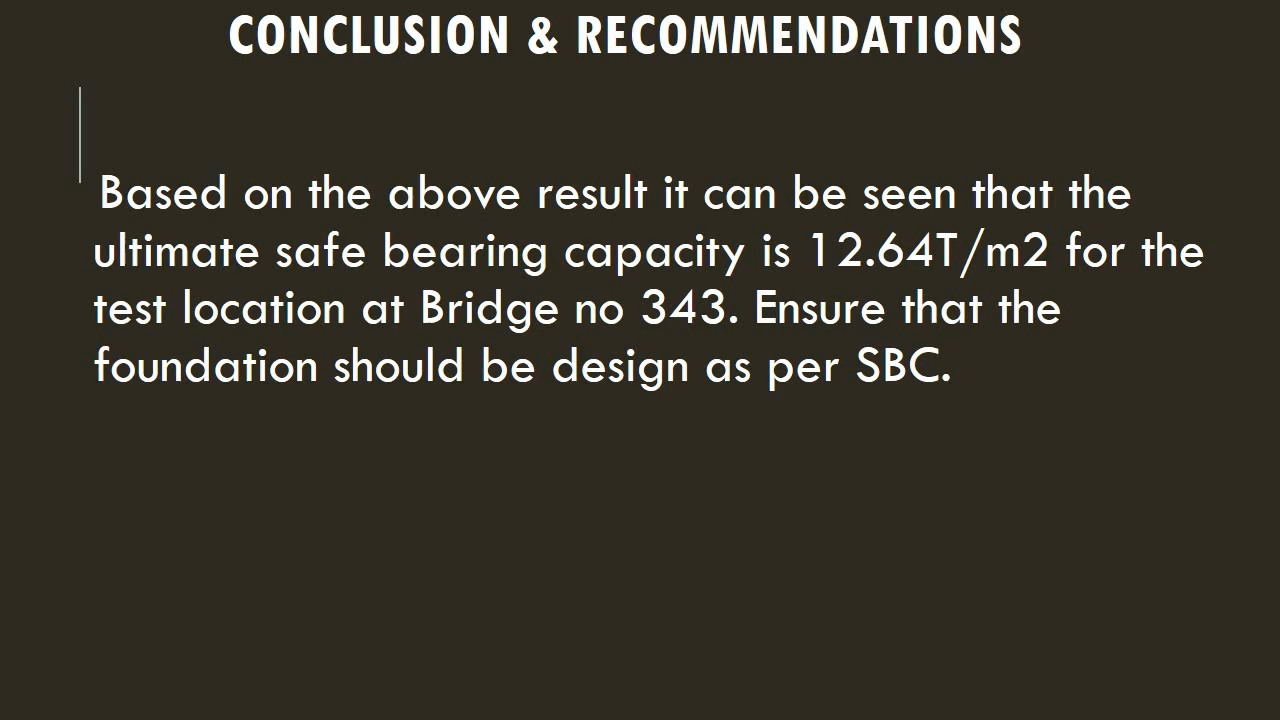 CONCLUSION & RECOMMENDATIONS
Based on the above result it can be seen that the
ultimate safe bearing capacity is 12.64T/m2 for the
test location at Bridge no 343. Ensure that the
foundation should be design as per SBC.